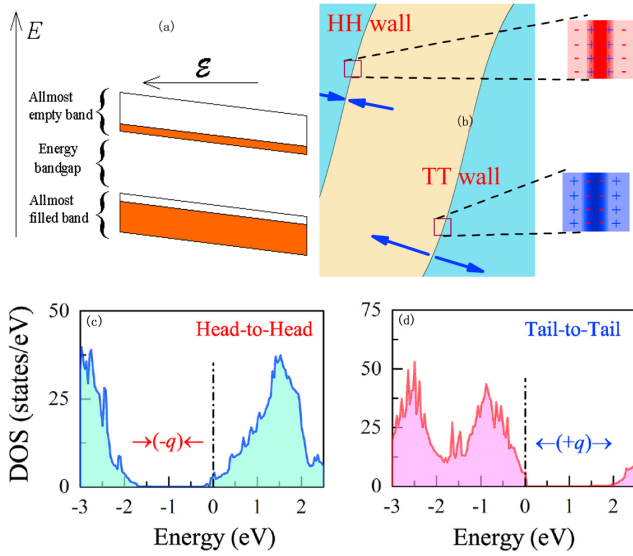 E
(a)
ℰ
Allmost
empty band
Energy
bandgap
Allmost
filled band
HH wall
(b)
TT wall
- - - -
- - - -
- - - -
- - - -
+ - - +
+ - - +
+ - - +
+ - - +
(c)
Head-to-Head
→(-q)←
DOS (states/eV)
50
25
0
-3 -2 -1 0 1 2
Energy (eV)
(d)
Tail-to-Tail
←(+q)→
75
50
25
0
-3 -2 -1 0 1 2
Energy (eV)